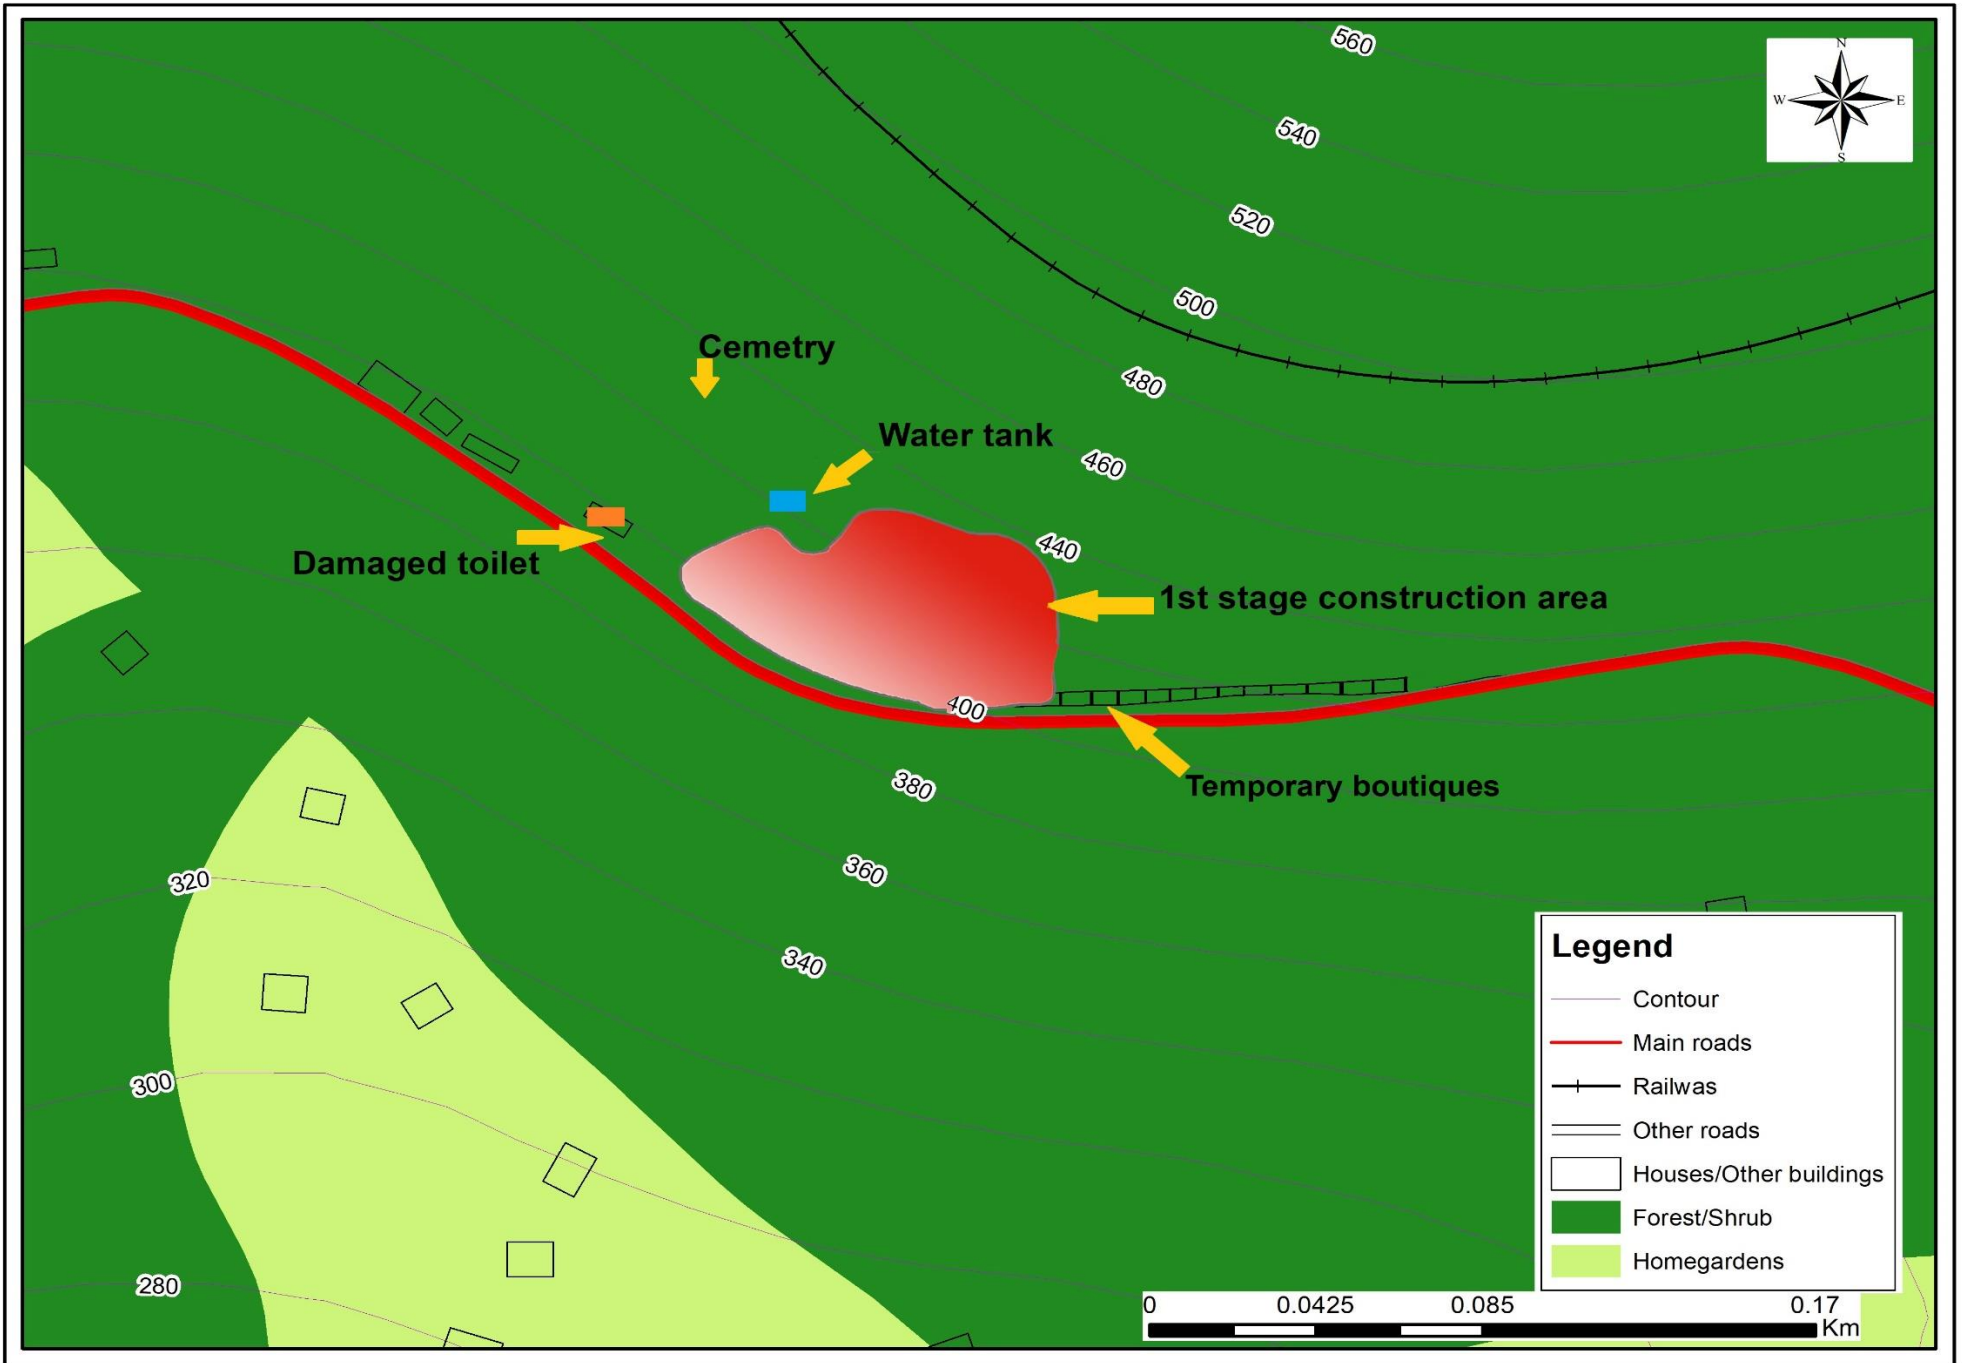 560
N
W E
S
540
520
500
Cemetry
480
Water tank
460
440
Damaged toilet
1st stage construction area
400
380
Temporary boutiques
360
320
340
Legend
Contour
Main roads
Railwas
Other roads
Houses/Other buildings
Forest/Shrub
Homegardens
300
280
0 0.0425 0.085 0.17
Km